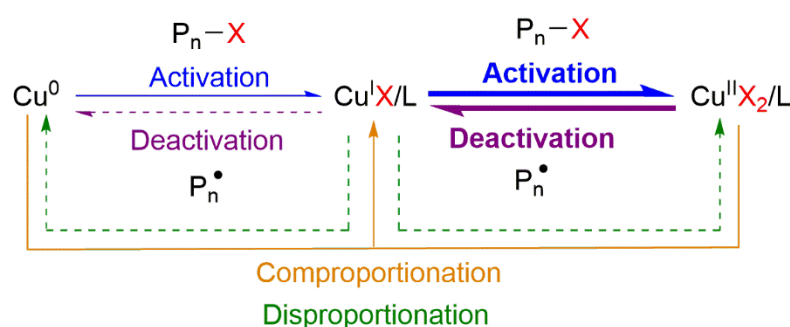 Pₙ–X Pₙ–X
Activation Activation
Cu⁰ CuᴵX/L CuᴵᴵX₂/L
Deactivation Deactivation
Pₙ• Pₙ•
Comproportionation
Disproportionation